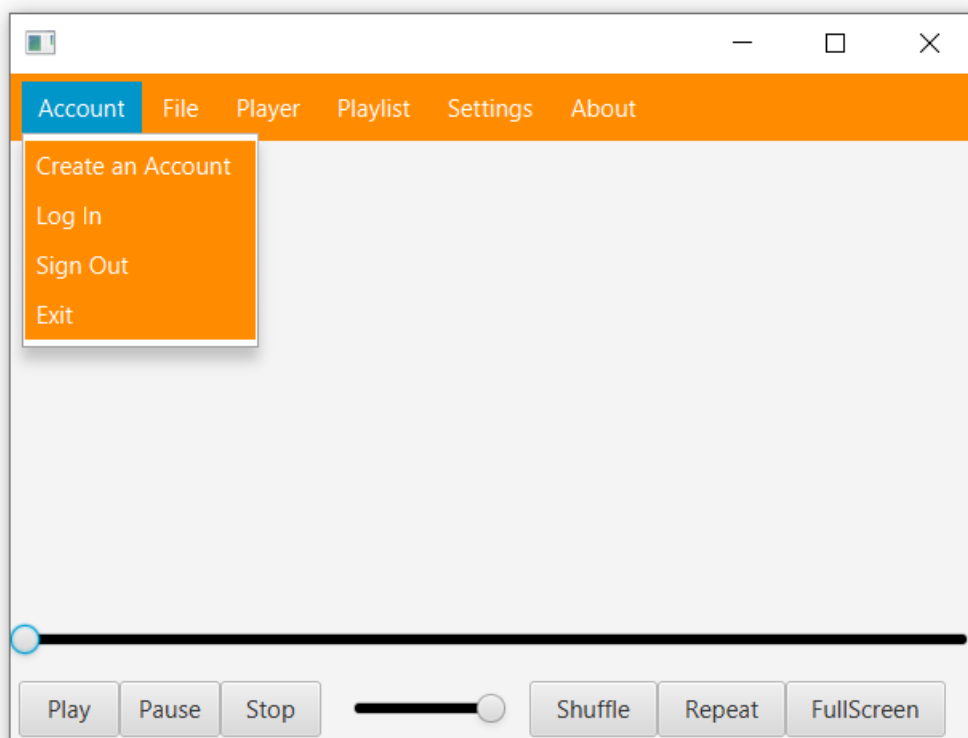 Account File Player Playlist Settings About
Create an Account
Log In
Sign Out
Exit
Play Pause Stop Shuffle Repeat FullScreen